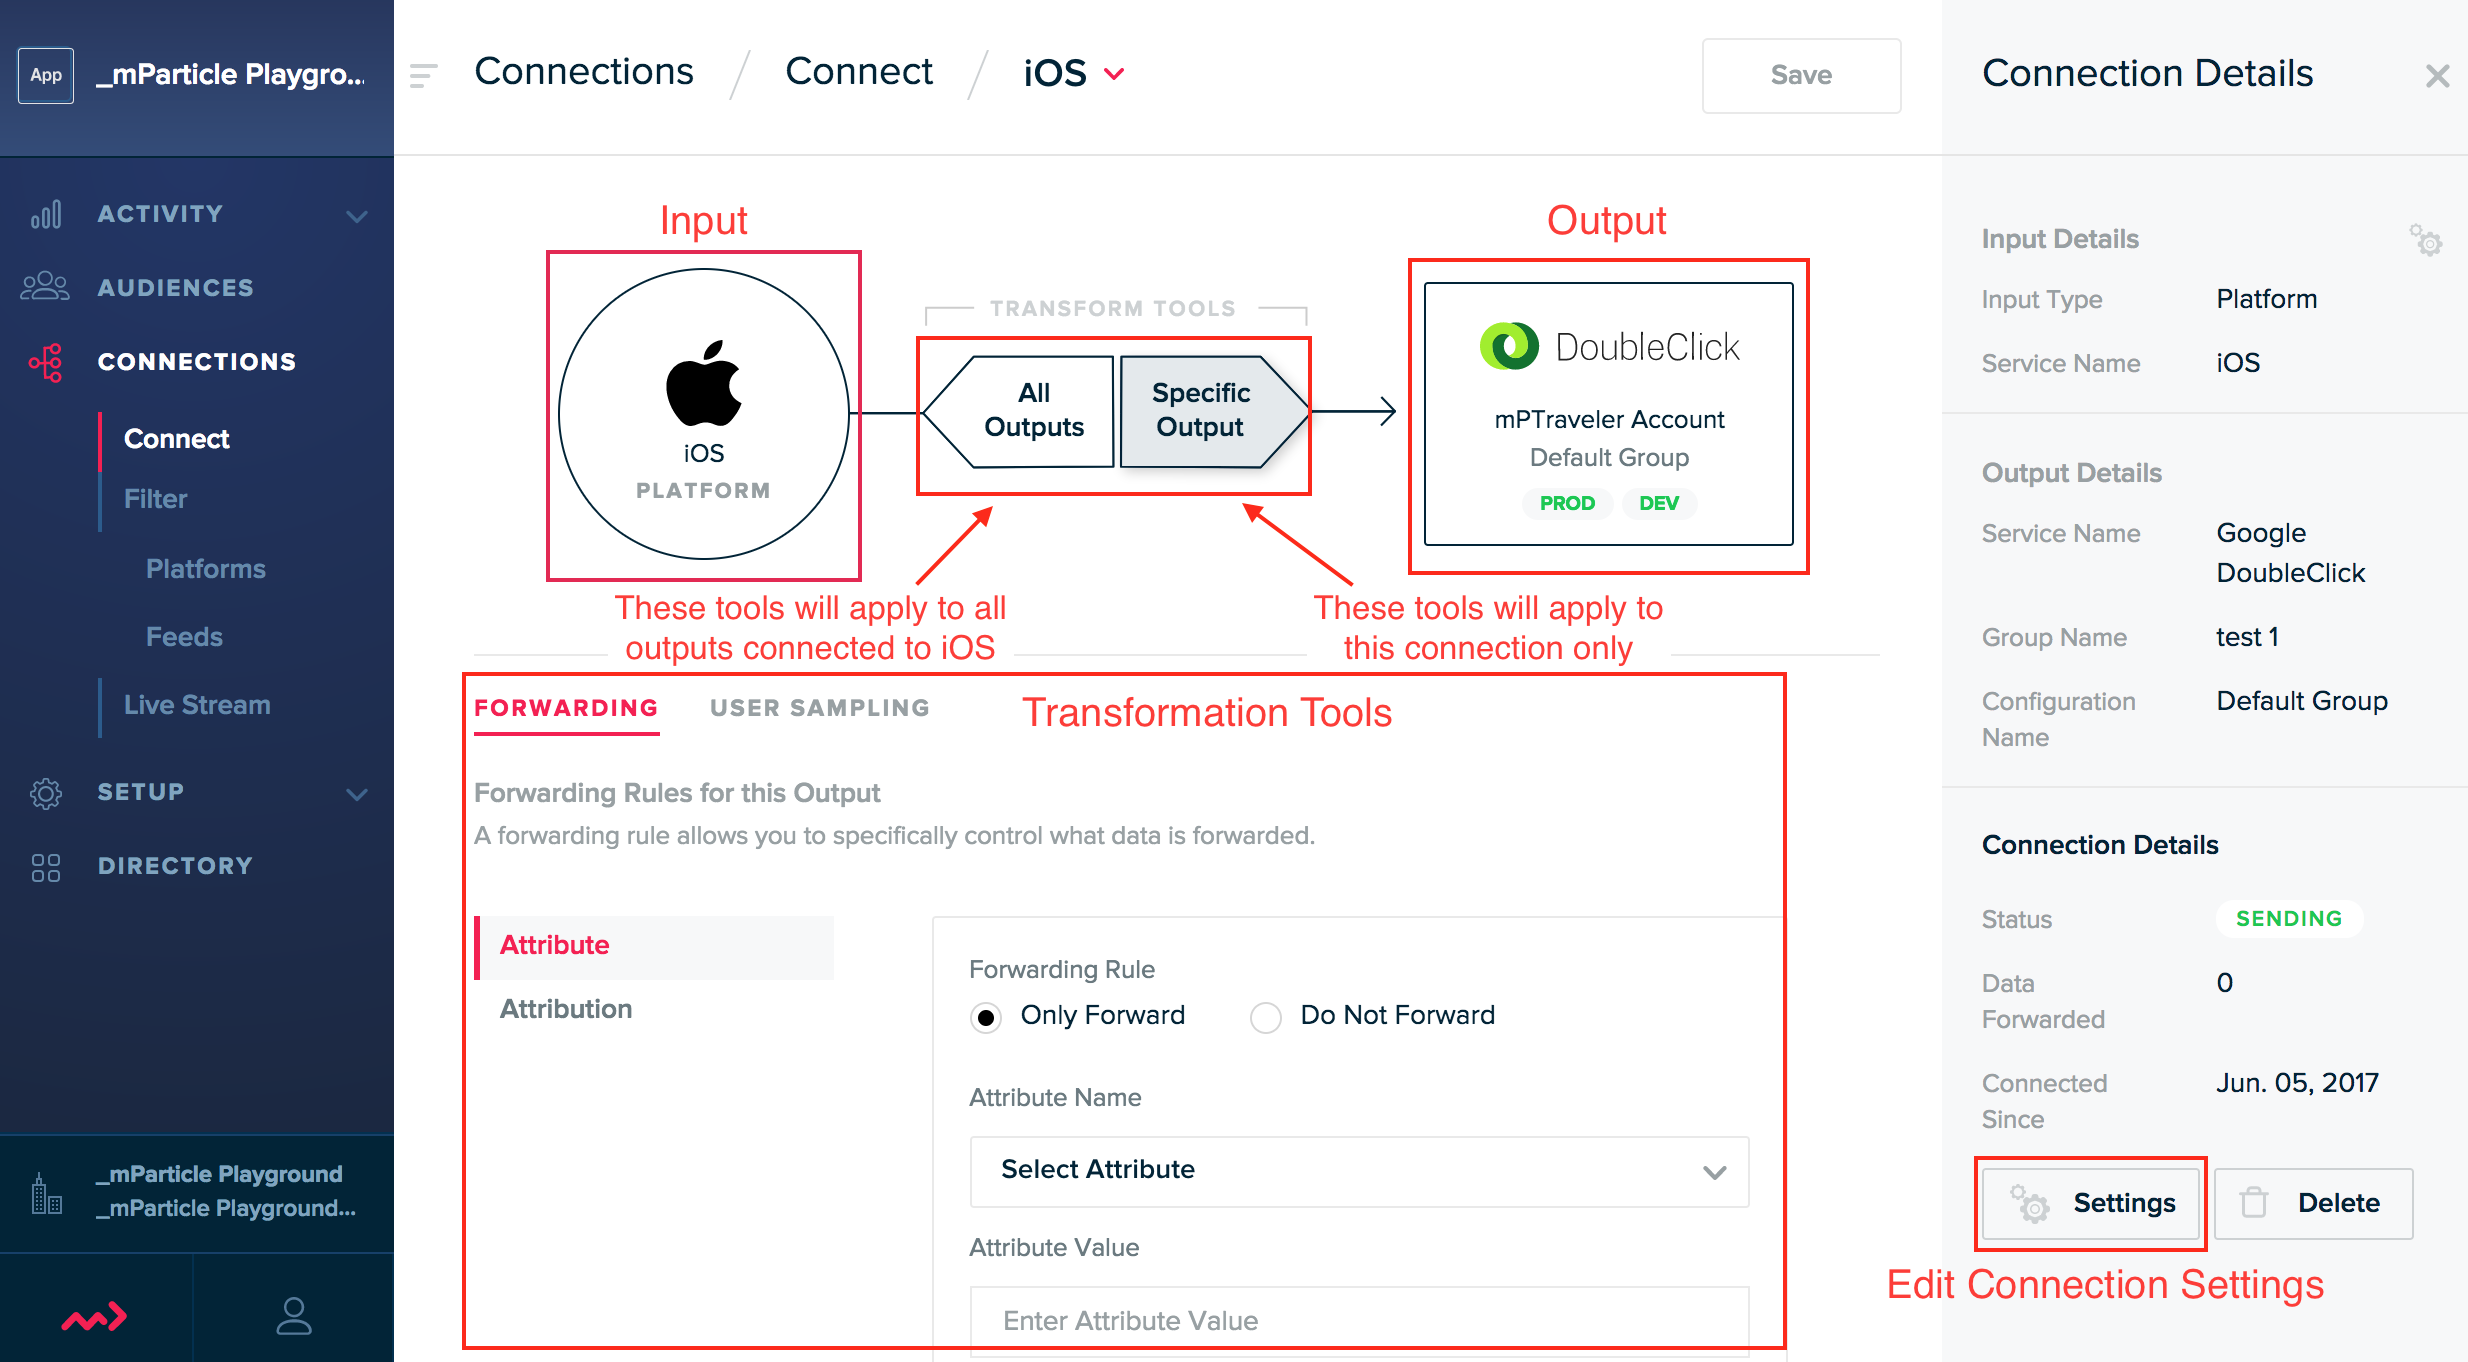 App
_mParticle Playgro...
ACTIVITY
AUDIENCES
CONNECTIONS
Connect
Filter
Platforms
Feeds
Live Stream
SETUP
DIRECTORY
_mParticle Playground
_mParticle Playground...
Connections / Connect / iOS
Save
Input
iOS
PLATFORM
TRANSFORM TOOLS
All
Outputs
Specific
Output
Output
DoubleClick
mPTraveler Account
Default Group
PROD DEV
These tools will apply to all
outputs connected to iOS
These tools will apply to
this connection only
FORWARDING USER SAMPLING Transformation Tools
Forwarding Rules for this Output
A forwarding rule allows you to specifically control what data is forwarded.
Attribute
Attribution
Forwarding Rule
Only Forward Do Not Forward
Attribute Name
Select Attribute
Attribute Value
Enter Attribute Value
Connection Details
Input Details
Input Type Platform
Service Name iOS
Output Details
Service Name Google
DoubleClick
Group Name test 1
Configuration Default Group
Name
Connection Details
Status SENDING
Data 0
Forwarded
Connected Jun. 05, 2017
Since
Settings Delete
Edit Connection Settings